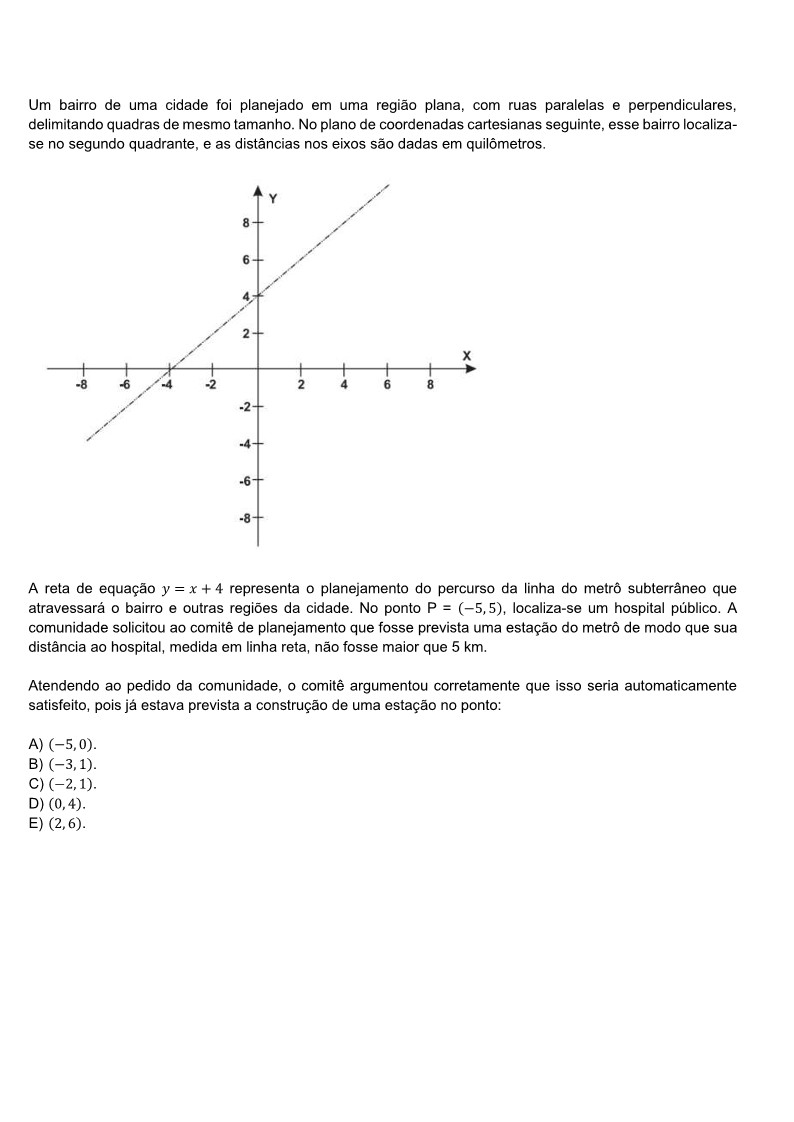 Um bairro de uma cidade foi planejado em uma região plana, com ruas paralelas e perpendiculares,
delimitando quadras de mesmo tamanho. No plano de coordenadas cartesianas seguinte, esse bairro localiza-
se no segundo quadrante, e as distâncias nos eixos são dadas em quilômetros.
Y
8
6
4
2
X
-8 -6 -4 -2 2 4 6 8
-2
-4
-6
-8
A reta de equação y = x + 4 representa o planejamento do percurso da linha do metrô subterrâneo que
atravessará o bairro e outras regiões da cidade. No ponto P = (−5, 5), localiza-se um hospital público. A
comunidade solicitou ao comitê de planejamento que fosse prevista uma estação do metrô de modo que sua
distância ao hospital, medida em linha reta, não fosse maior que 5 km.
Atendendo ao pedido da comunidade, o comitê argumentou corretamente que isso seria automaticamente
satisfeito, pois já estava prevista a construção de uma estação no ponto:
A) (−5, 0).
B) (−3, 1).
C) (−2, 1).
D) (0, 4).
E) (2, 6).